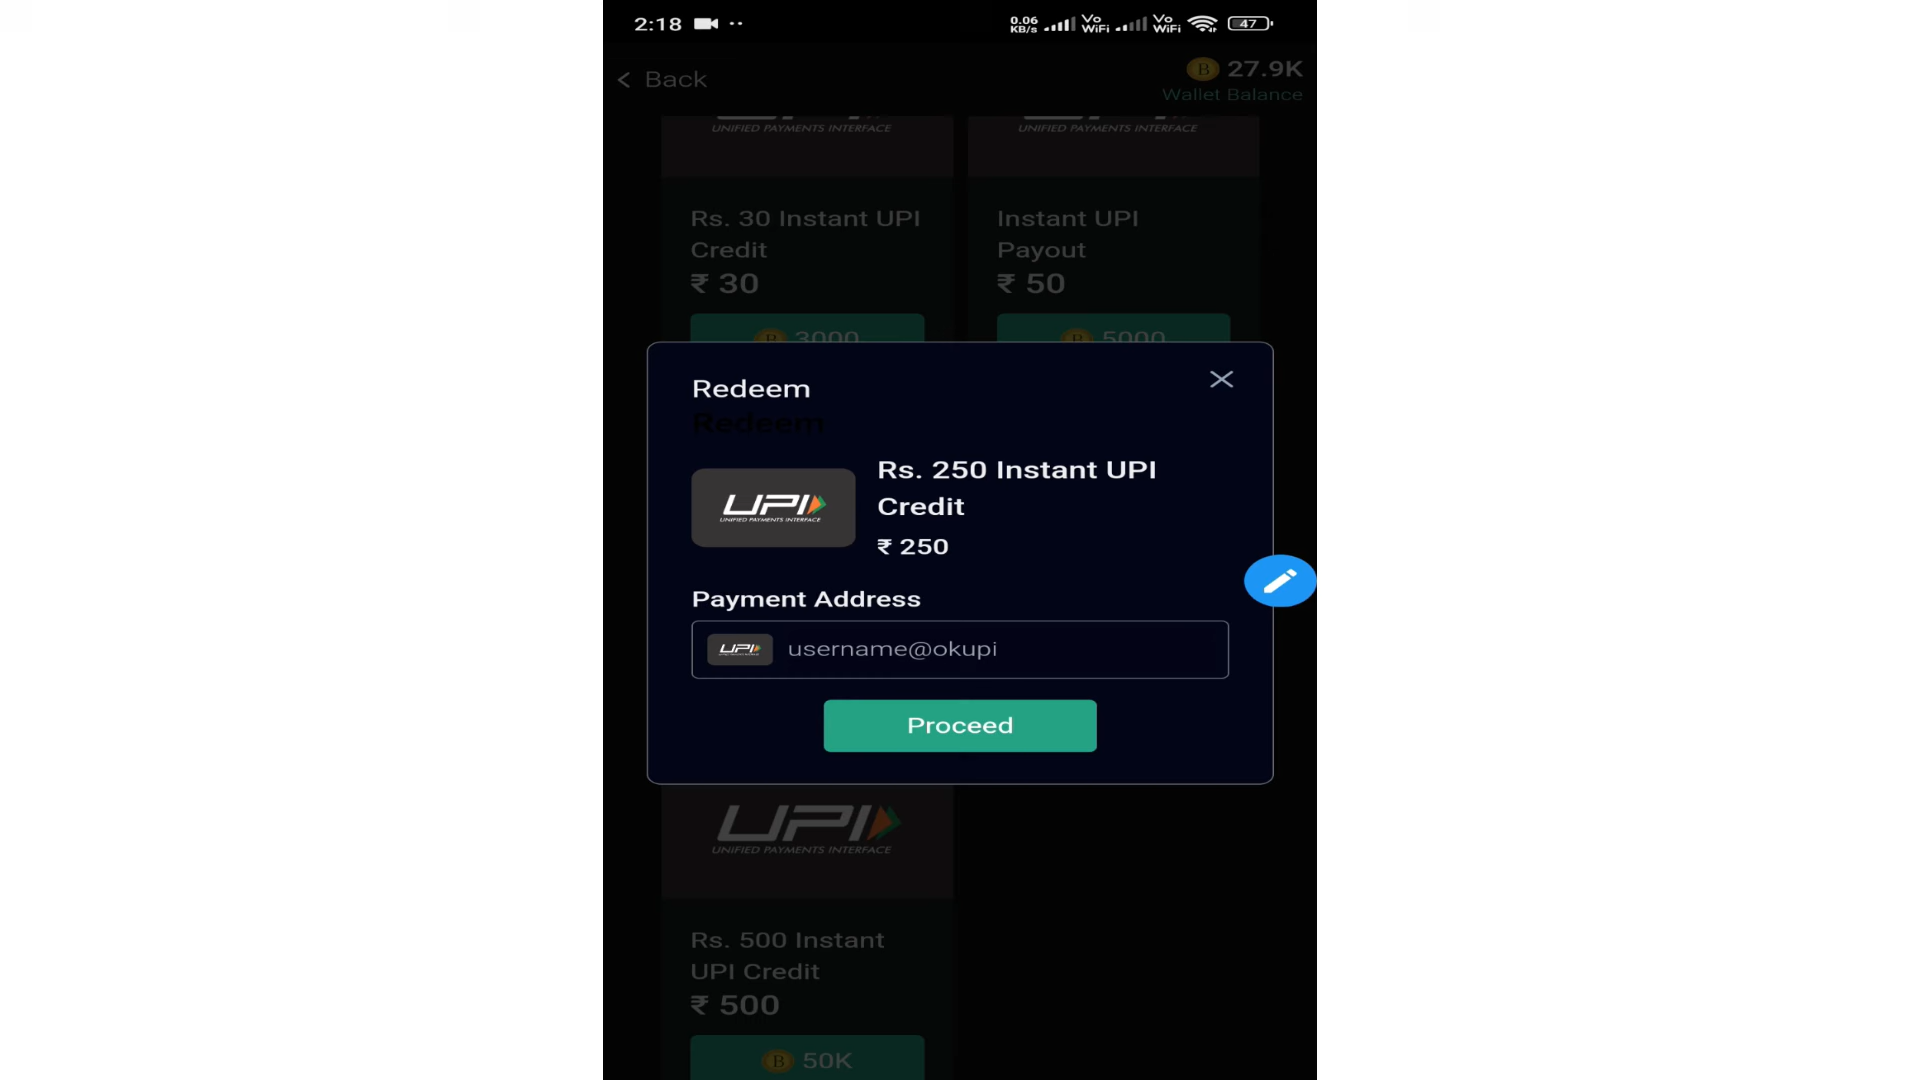 2:18
0.06 KB/s
Vo WiFi
Vo WiFi
47
Back
27.9K
Wallet Balance
UNIFIED PAYMENTS INTERFACE
UNIFIED PAYMENTS INTERFACE
Rs. 30 Instant UPI
Credit
₹ 30
3000
Instant UPI
Payout
₹ 50
5000
Redeem
Redeem
UPI
UNIFIED PAYMENTS INTERFACE
Rs. 250 Instant UPI
Credit
₹ 250
Payment Address
UPI
username@okupi
Proceed
UPI
UNIFIED PAYMENTS INTERFACE
Rs. 500 Instant
UPI Credit
₹ 500
B 50K